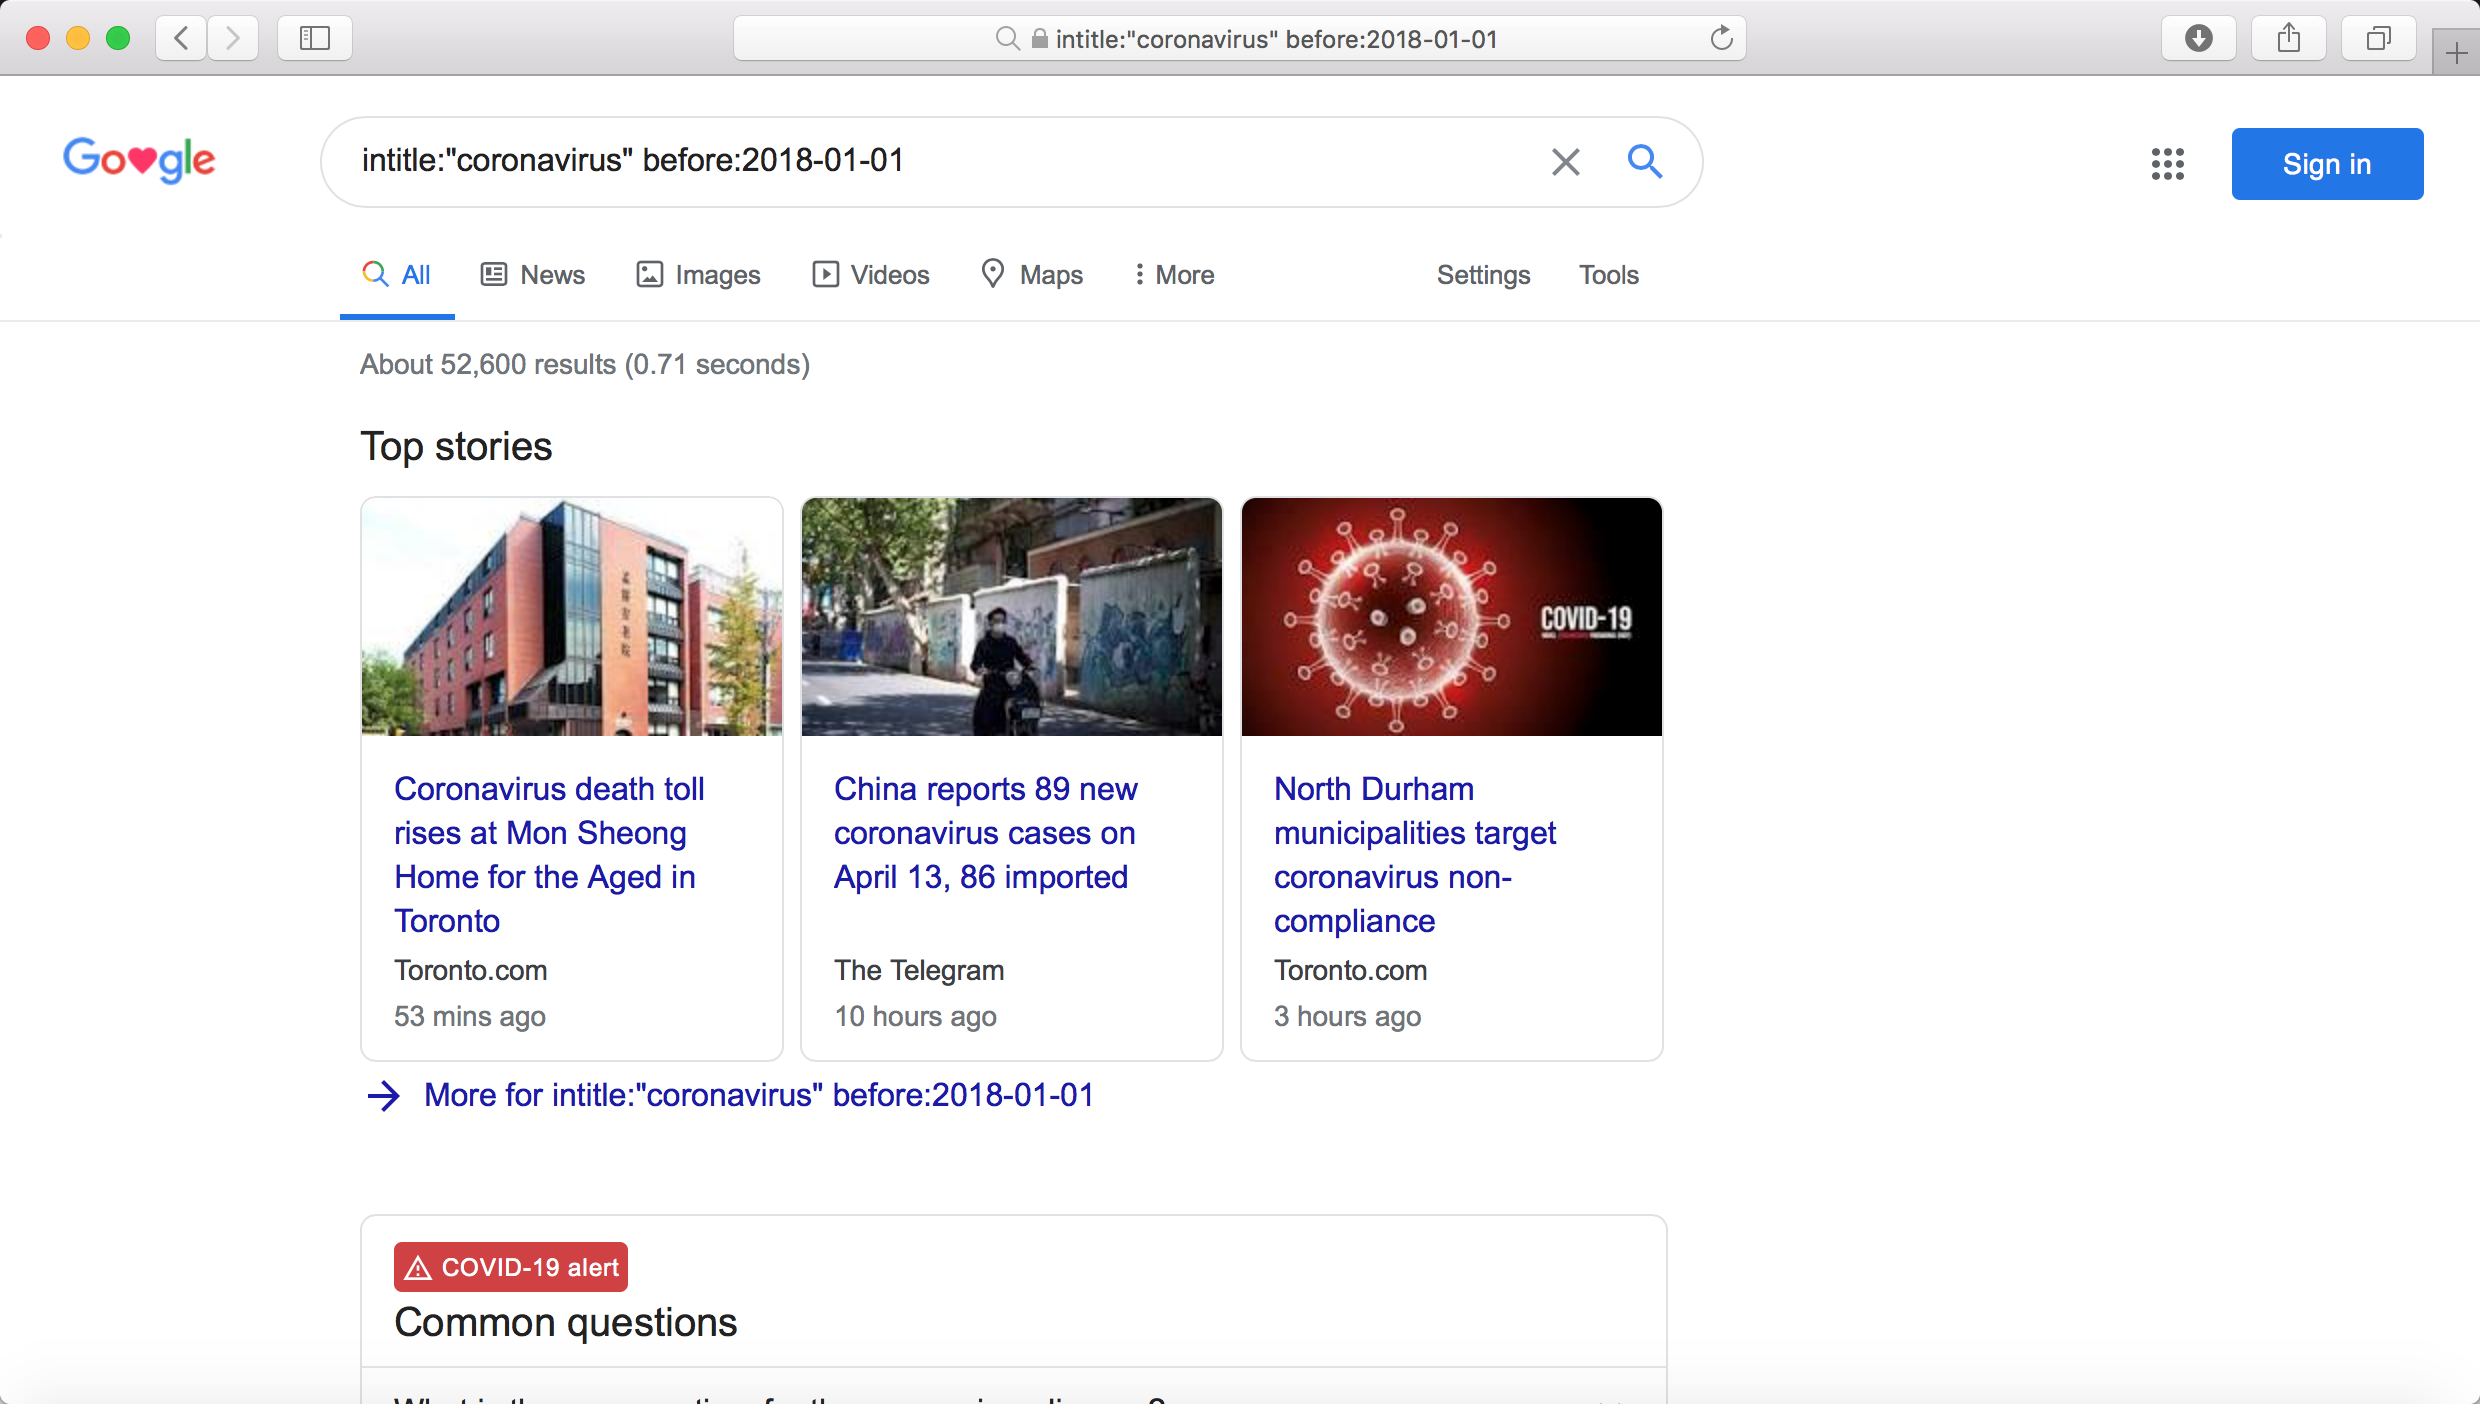 intitle:"coronavirus" before:2018-01-01
Google
intitle:"coronavirus" before:2018-01-01
Sign in
All News Images Videos Maps More Settings Tools
About 52,600 results (0.71 seconds)
Top stories
COVID-19
Coronavirus death toll
rises at Mon Sheong
Home for the Aged in
Toronto
Toronto.com
53 mins ago
China reports 89 new
coronavirus cases on
April 13, 86 imported
The Telegram
10 hours ago
North Durham
municipalities target
coronavirus non-
compliance
Toronto.com
3 hours ago
More for intitle:"coronavirus" before:2018-01-01
COVID-19 alert
Common questions